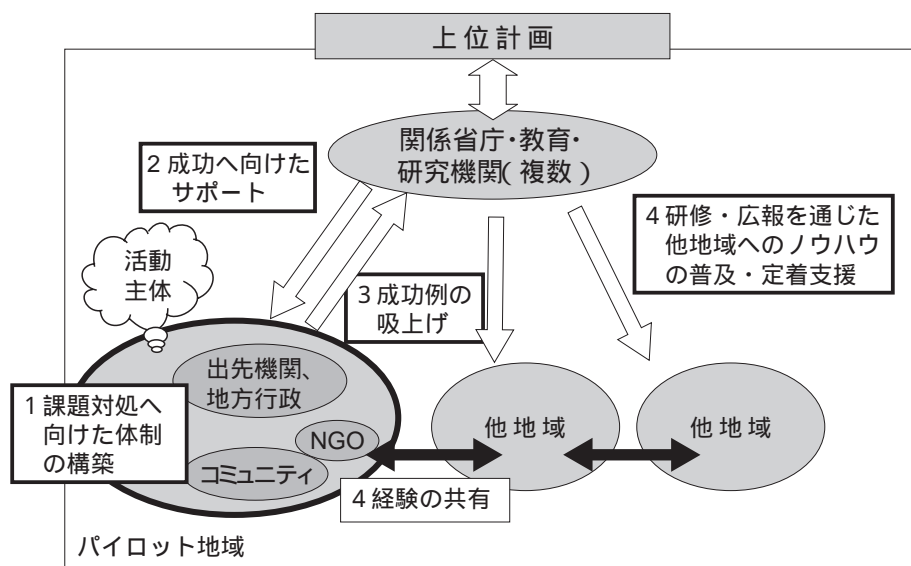 上位計画
関係省庁・教育・
研究機関(複数)
2 成功へ向けた
サポート
4 研修・広報を通じた
他地域へのノウハウ
の普及・定着支援
活動
主体
3 成功例の
吸上げ
出先機関、
地方行政
1 課題対処へ
向けた体制
の構築
NGO
コミュニティ
他地域
他地域
4 経験の共有
パイロット地域